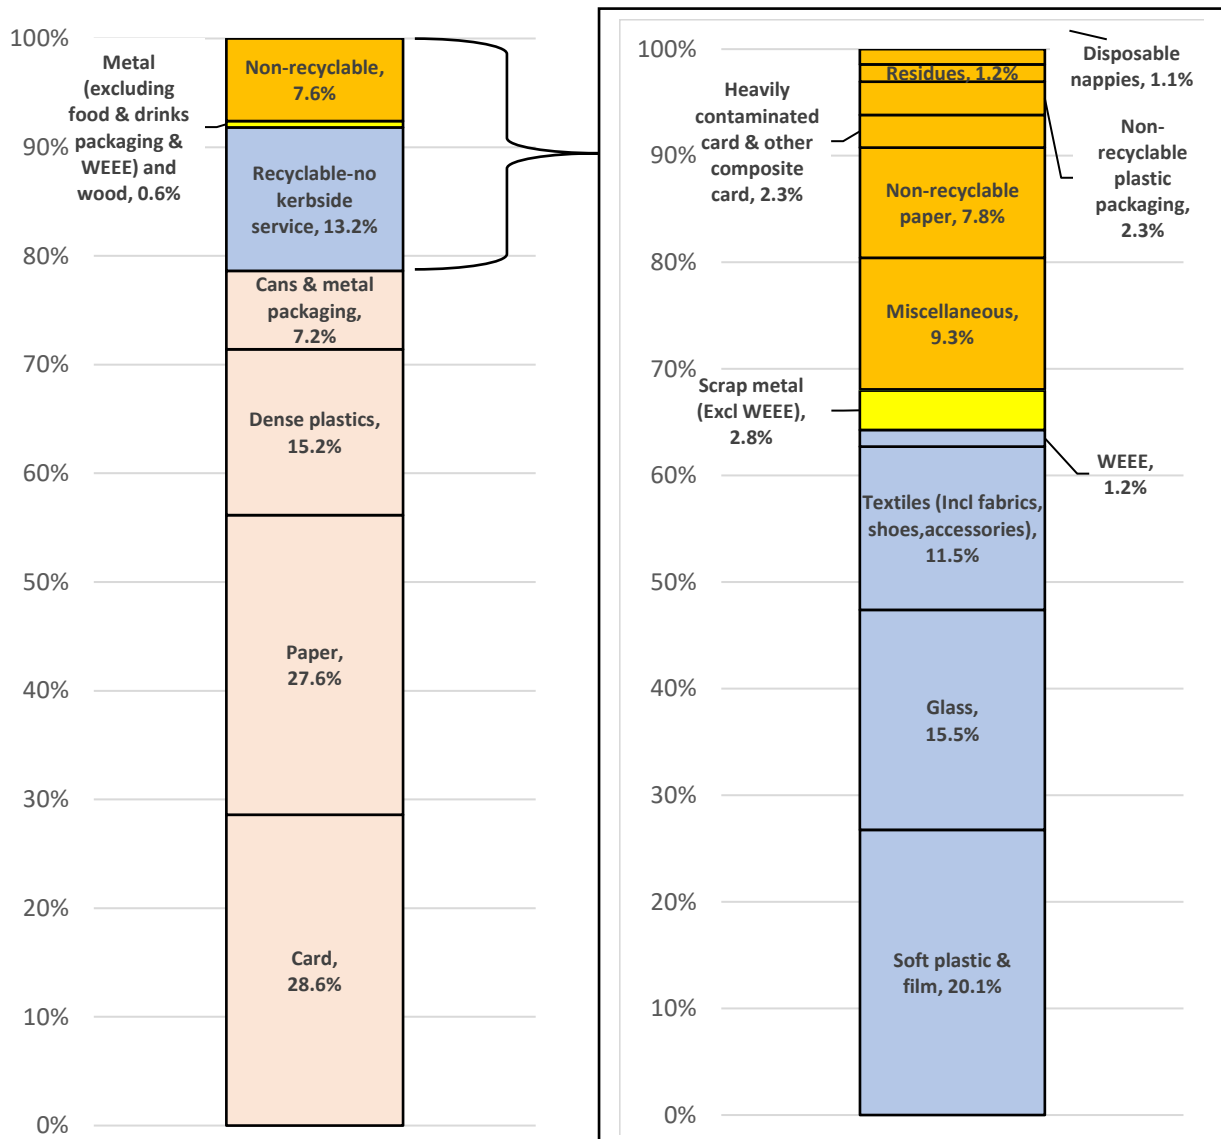 100%
90%
80%
70%
60%
50%
40%
30%
20%
10%
0%
Metal
(excluding
food & drinks
packaging &
WEEE) and
wood, 0.6%
Non-recyclable,
7.6%
Recyclable-no
kerbside
service, 13.2%
Cans & metal
packaging,
7.2%
Dense plastics,
15.2%
Paper,
27.6%
Card,
28.6%
100%
90%
80%
70%
60%
50%
40%
30%
20%
10%
0%
Disposable
nappies, 1.1%
Residues, 1.2%
Heavily
contaminated
card & other
composite
card, 2.3%
Non-
recyclable
plastic
packaging,
2.3%
Non-recyclable
paper, 7.8%
Miscellaneous,
9.3%
Scrap metal
(Excl WEEE),
2.8%
WEEE,
1.2%
Textiles (Incl fabrics,
shoes,accessories),
11.5%
Glass,
15.5%
Soft plastic &
film, 20.1%